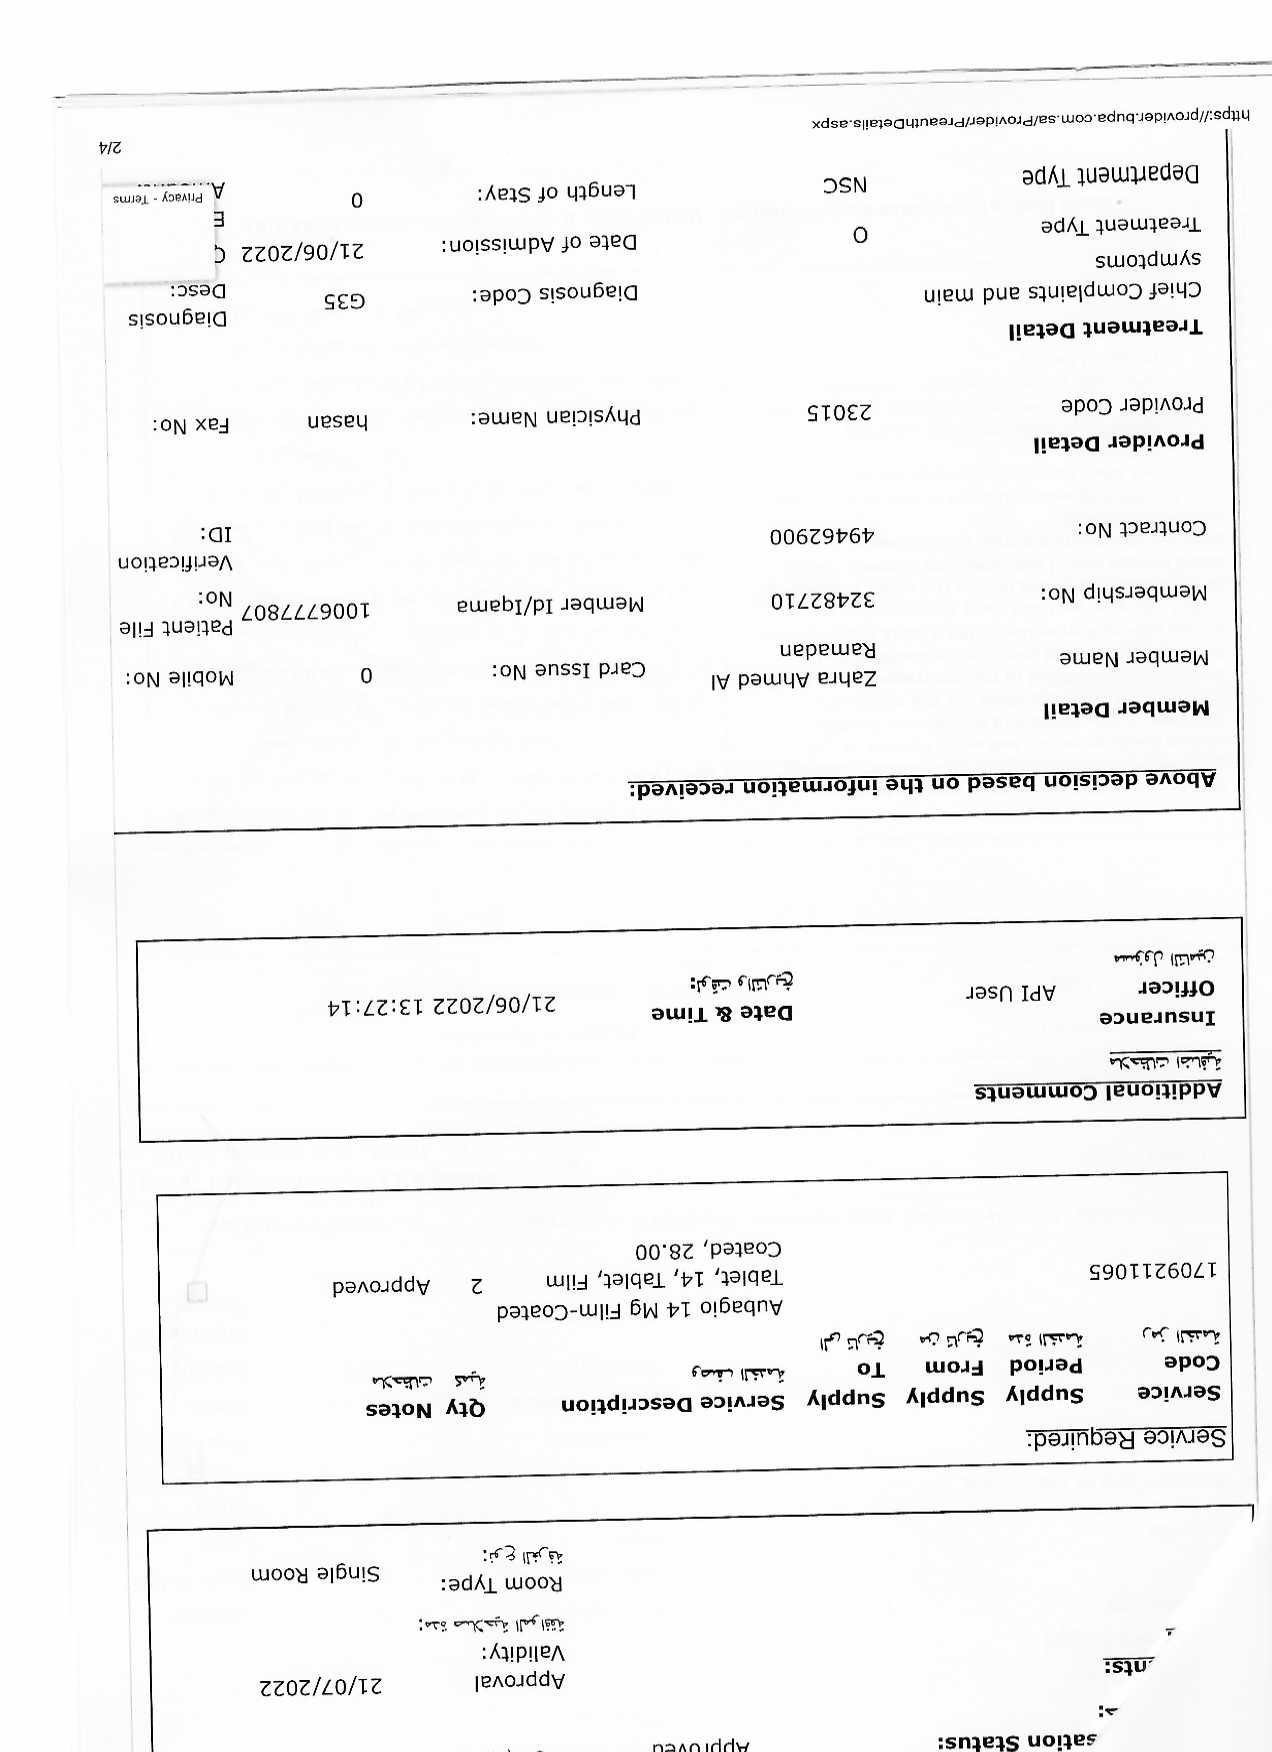 sation Status: Approved
nts:
Approval
Validity: 21/07/2022
مدة صلاحية الموافقة:
Room Type: Single Room
نوع الغرفة:
Service Required:
Service Code Supply Period Supply From Supply To Service Description Qty Notes
رمز الخدمة مدة الخدمة من تاريخ الى تاريخ وصف الخدمة كمية ملاحظات
1709211065 Aubagio 14 Mg Film-Coated
Tablet, 14, Tablet, Film 2 Approved
Coated, 28.00
Additional Comments
ملاحظات اضافية
Insurance
Officer API User Date & Time 21/06/2022 13:27:14
مسؤول التأمين الوقت والتاريخ:
Above decision based on the information received:
Member Detail
Member Name Zahra Ahmed Al Ramadan Card Issue No: 0 Mobile No:
Membership No: 32482710 Member Id/Iqama 1006777807 Patient File No:
Contract No: 49462900 Verification ID:
Provider Detail
Provider Code 23015 Physician Name: hasan Fax No:
Treatment Detail
Chief Complaints and main symptoms Diagnosis Code: G35 Diagnosis Desc:
Treatment Type O Date of Admission: 21/06/2022
Department Type NSC Length of Stay: 0
Privacy - Terms
https://provider.bupa.com.sa/Provider/PreauthDetails.aspx 2/4